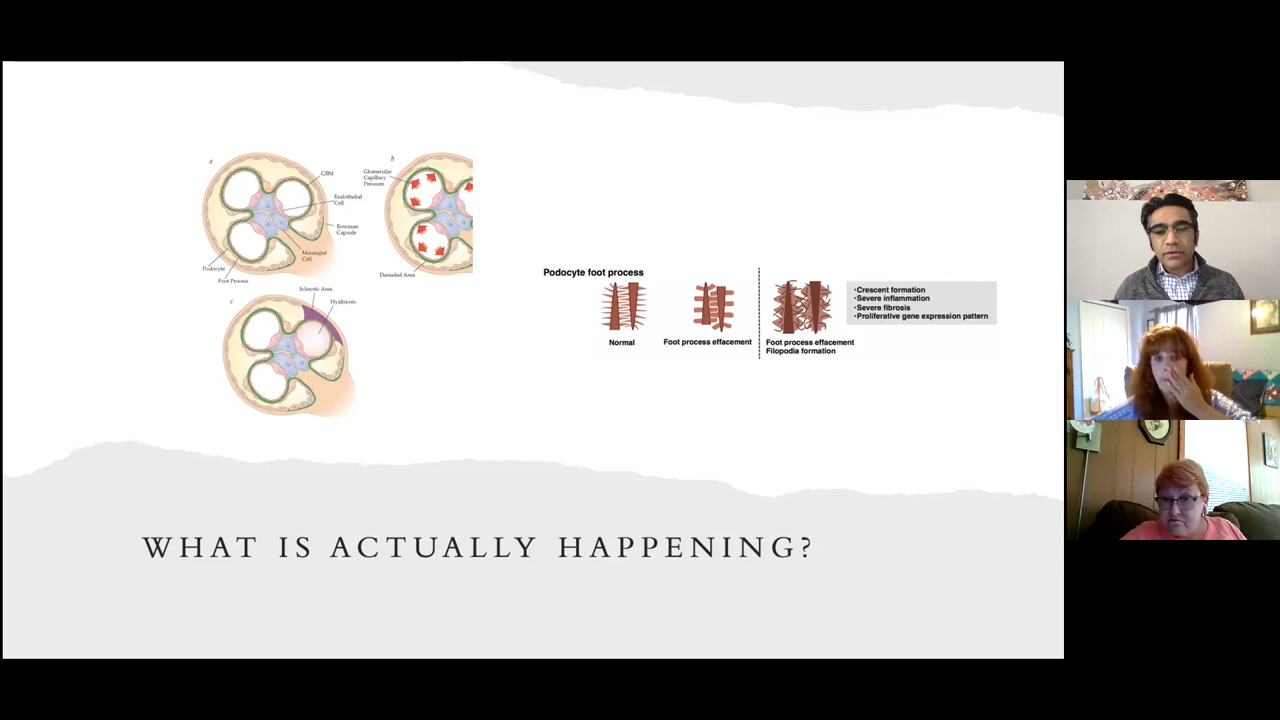 a
GBM
Endothelial
Cell
Bowman
Capsule
Mesangial
Cell
Podocyte
Foot Process
b
Glomerular
Capillary
Pressure
Denuded Area
c
Sclerotic Area
Hyalinosis
Podocyte foot process
Normal
Foot process effacement
Foot process effacement
Filopodia formation
•Crescent formation
•Severe inflammation
•Severe fibrosis
•Proliferative gene expression pattern
WHAT IS ACTUALLY HAPPENING?